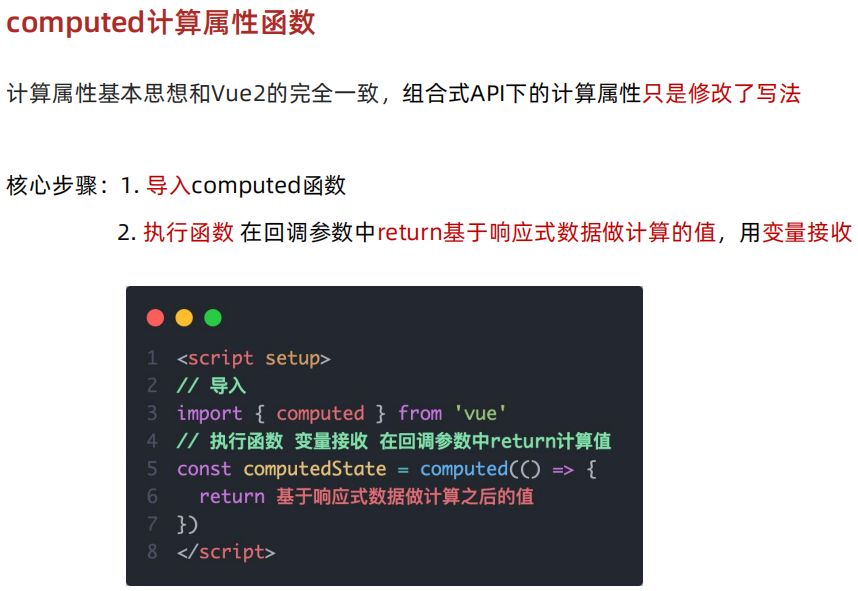 computed计算属性函数
计算属性基本思想和Vue2的完全一致，组合式API下的计算属性只是修改了写法
核心步骤：1. 导入computed函数
2. 执行函数 在回调参数中return基于响应式数据做计算的值，用变量接收
1 <script setup>
2 // 导入
3 import { computed } from 'vue'
4 // 执行函数 变量接收 在回调参数中return计算值
5 const computedState = computed(() => {
6   return 基于响应式数据做计算之后的值
7 })
8 </script>